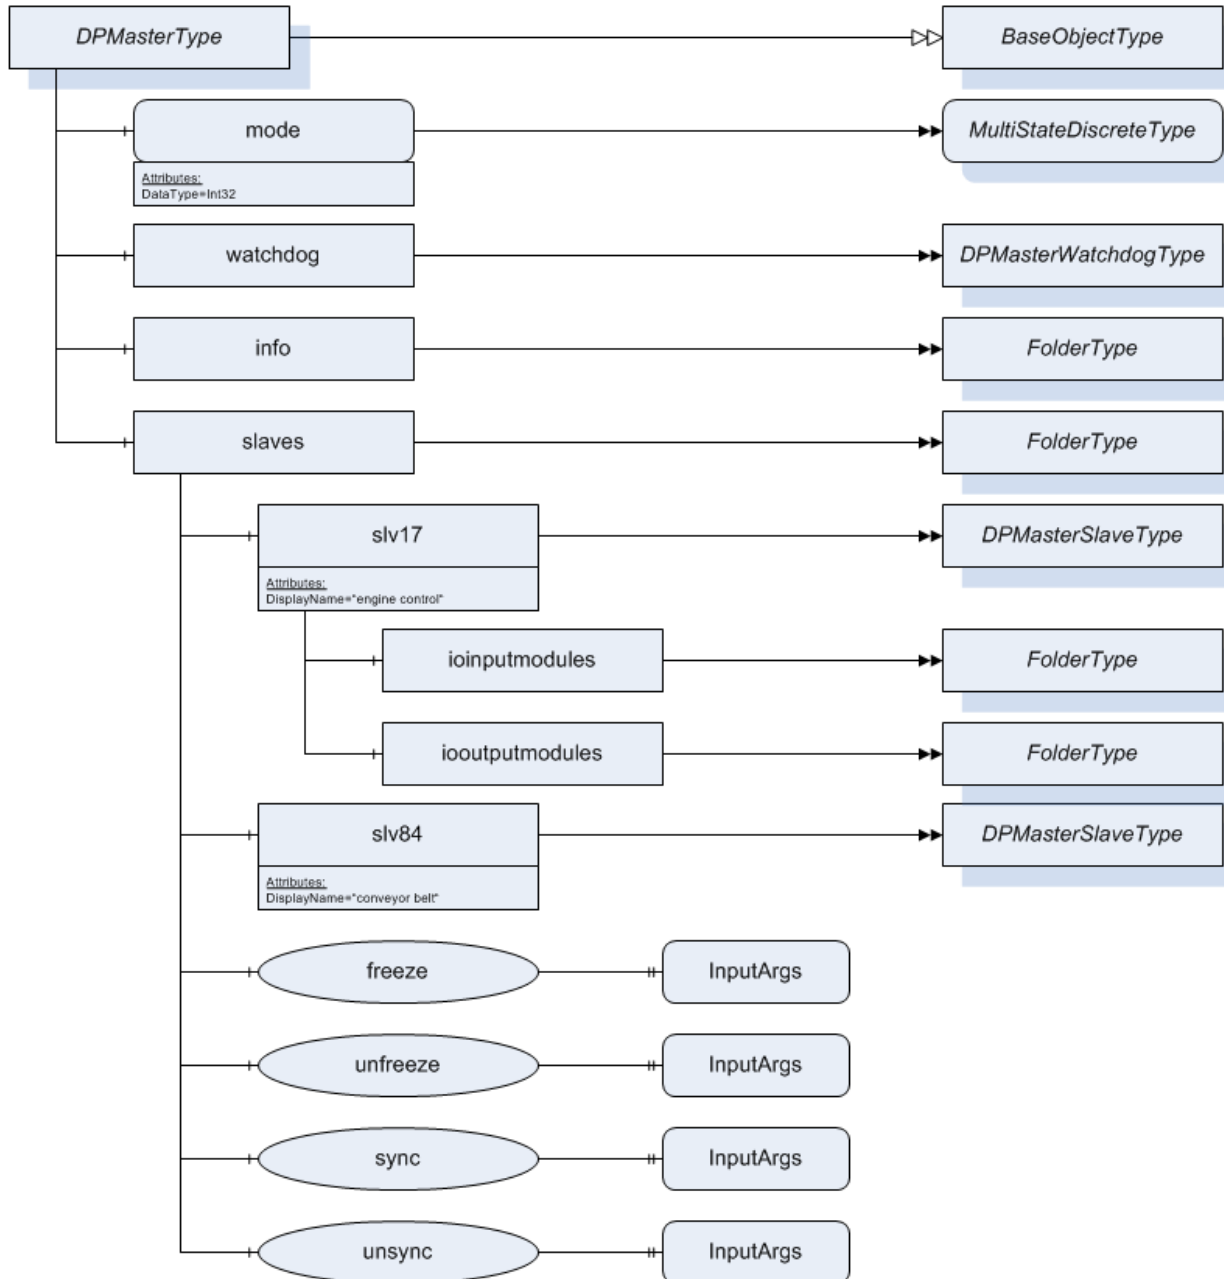 DPMasterType
BaseObjectType
mode
MultiStateDiscreteType
Attributes:
DataType=Int32
watchdog
DPMasterWatchdogType
info
FolderType
slaves
FolderType
slv17
DPMasterSlaveType
Attributes:
DisplayName="engine control"
ioinputmodules
FolderType
iooutputmodules
FolderType
slv84
DPMasterSlaveType
Attributes:
DisplayName="conveyor belt"
freeze
InputArgs
unfreeze
InputArgs
sync
InputArgs
unsync
InputArgs